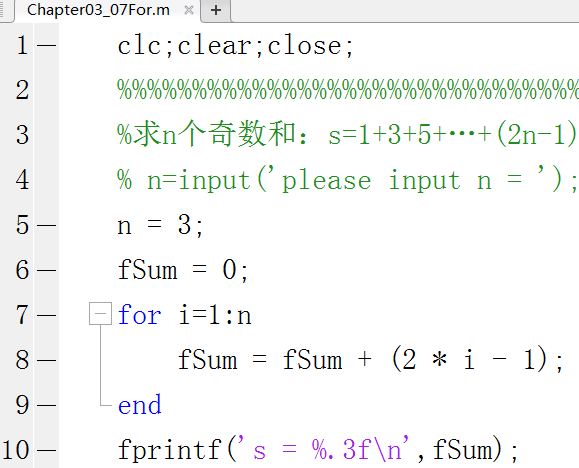 Chapter03_07For.m × +
1 — clc;clear;close;
2 %%%%%%%%%%%%%%%%%%%%%%%%%%%%%%%
3 %求n个奇数和：s=1+3+5+…+(2n-1)
4 % n=input('please input n = ');
5 — n = 3;
6 — fSum = 0;
7 — for i=1:n
8 — fSum = fSum + (2 * i - 1);
9 — end
10 — fprintf('s = %.3f\n',fSum);